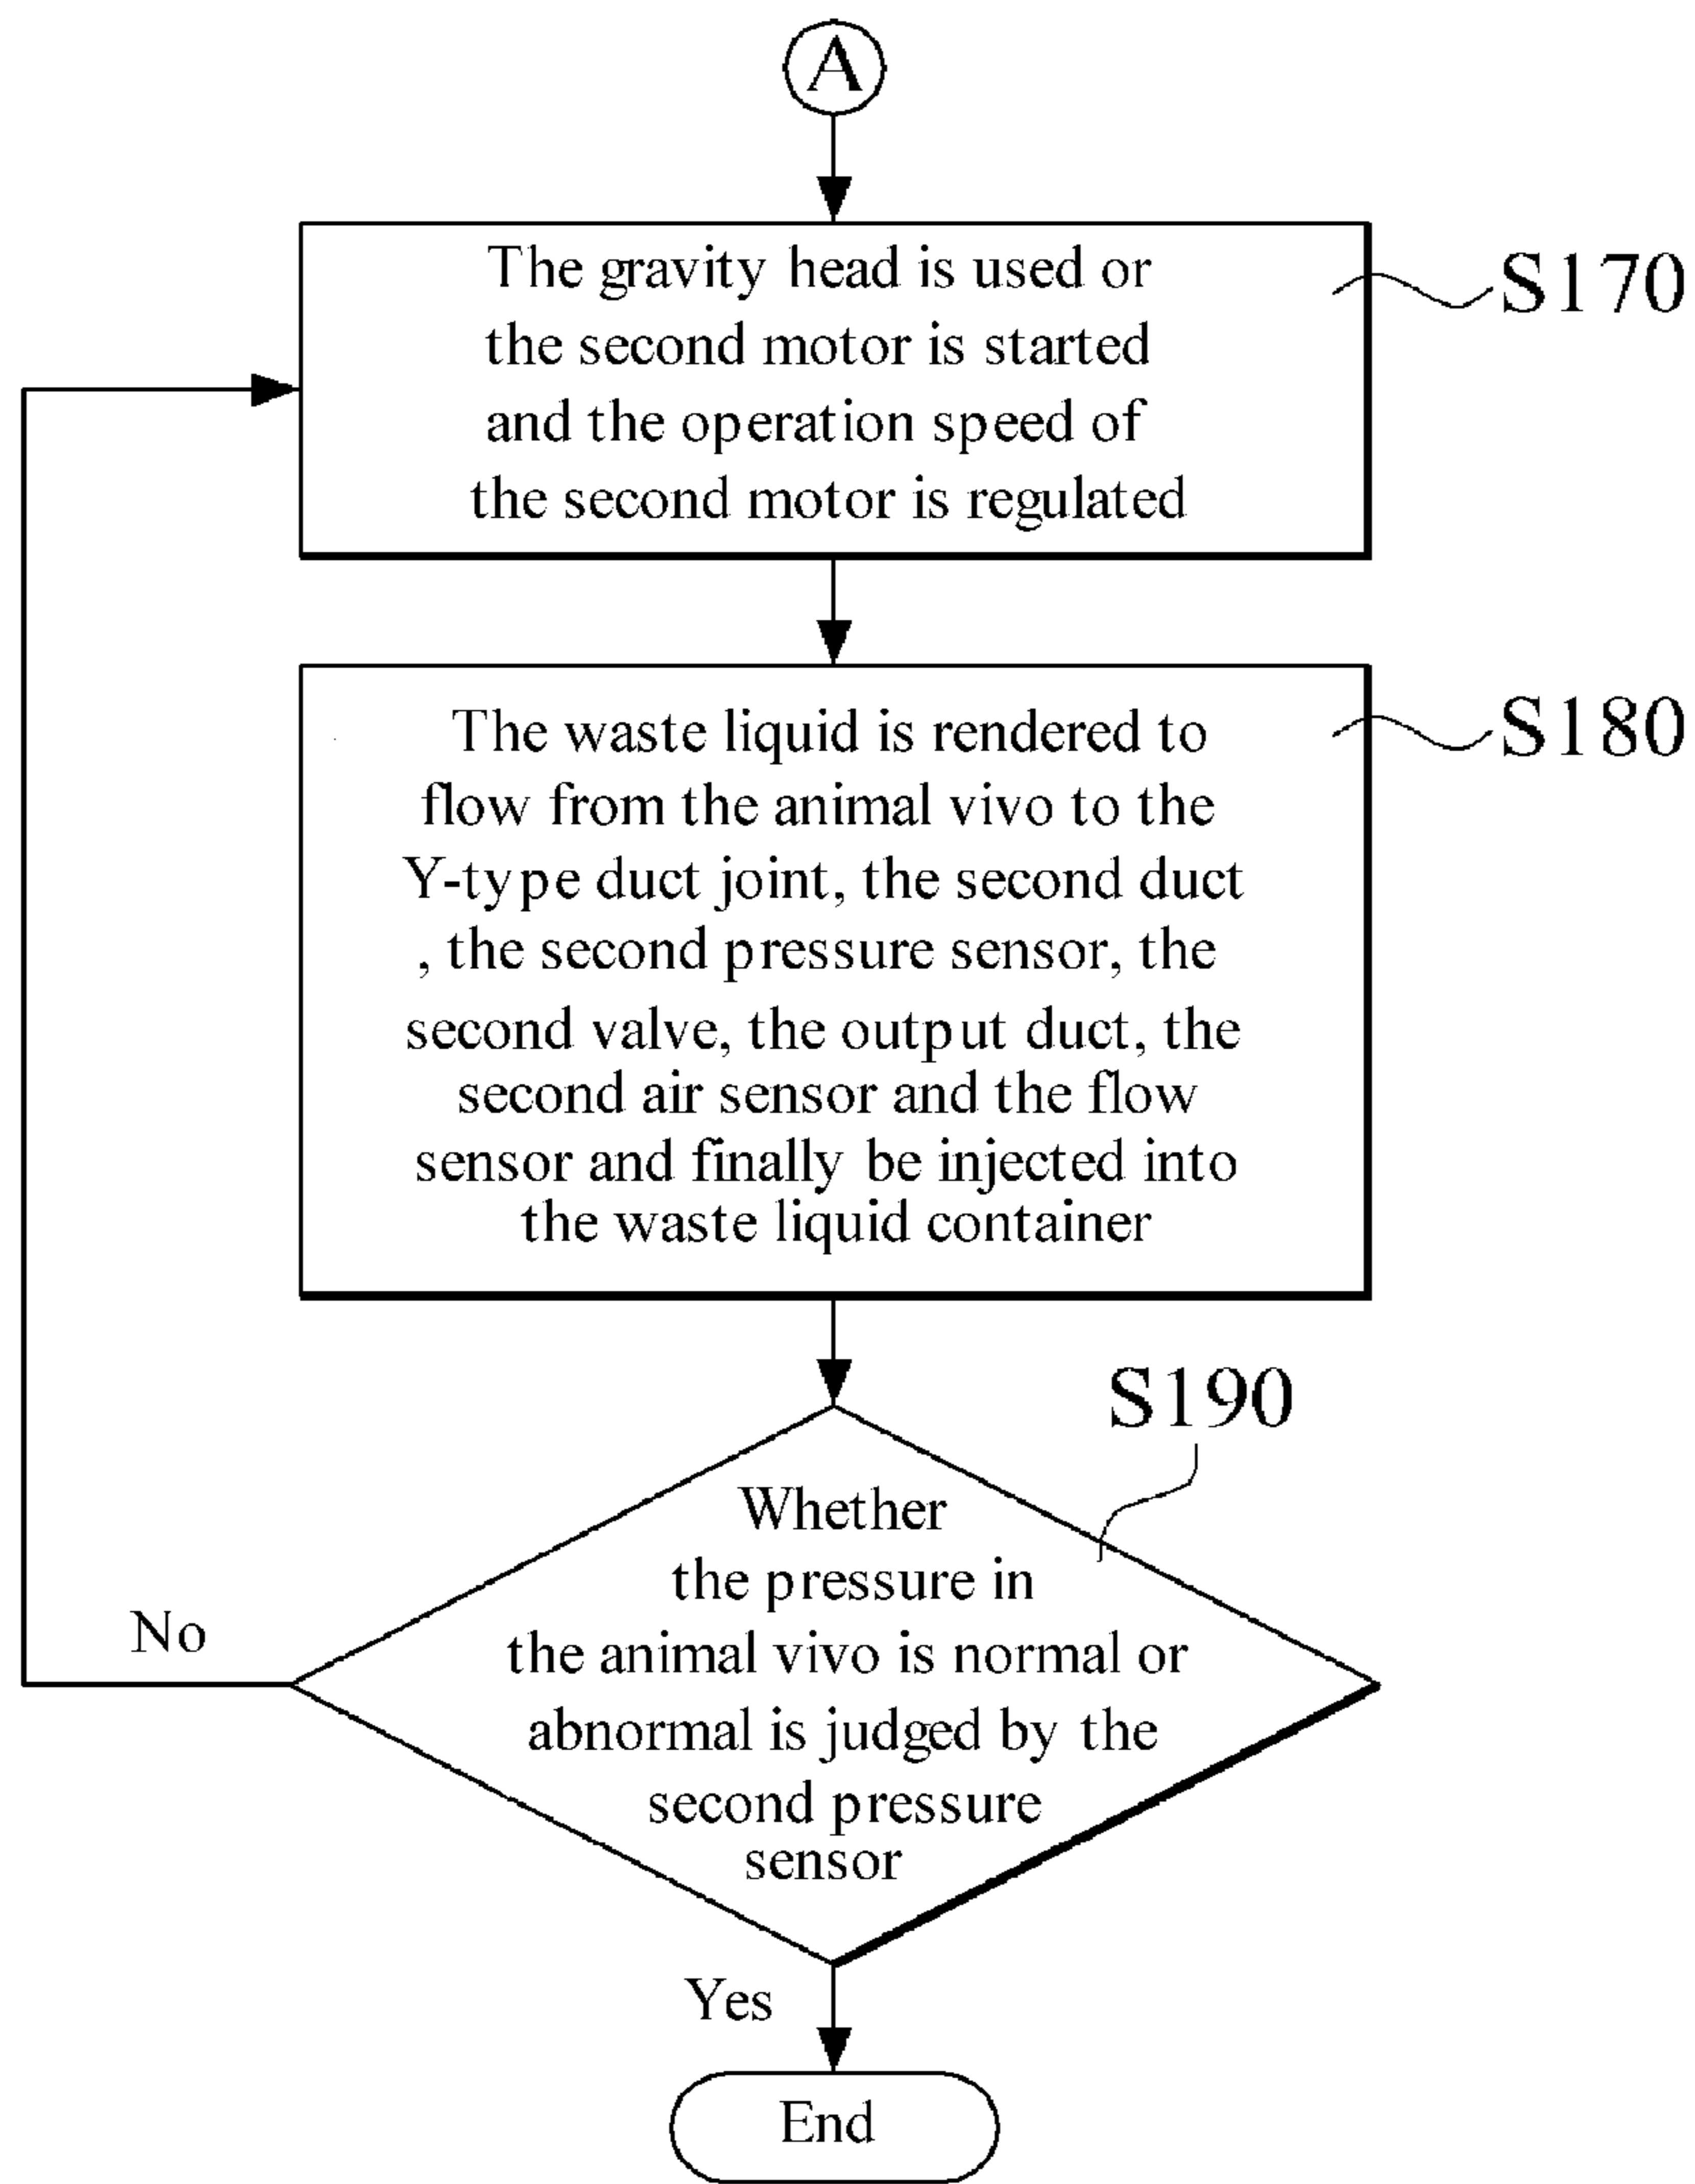 A
The gravity head is used or
the second motor is started
and the operation speed of
the second motor is regulated
S170
The waste liquid is rendered to
flow from the animal vivo to the
Y-type duct joint, the second duct
, the second pressure sensor, the
second valve, the output duct, the
second air sensor and the flow
sensor and finally be injected into
the waste liquid container
S180
S190
Whether
the pressure in
the animal vivo is normal or
abnormal is judged by the
second pressure
sensor
No
Yes
End